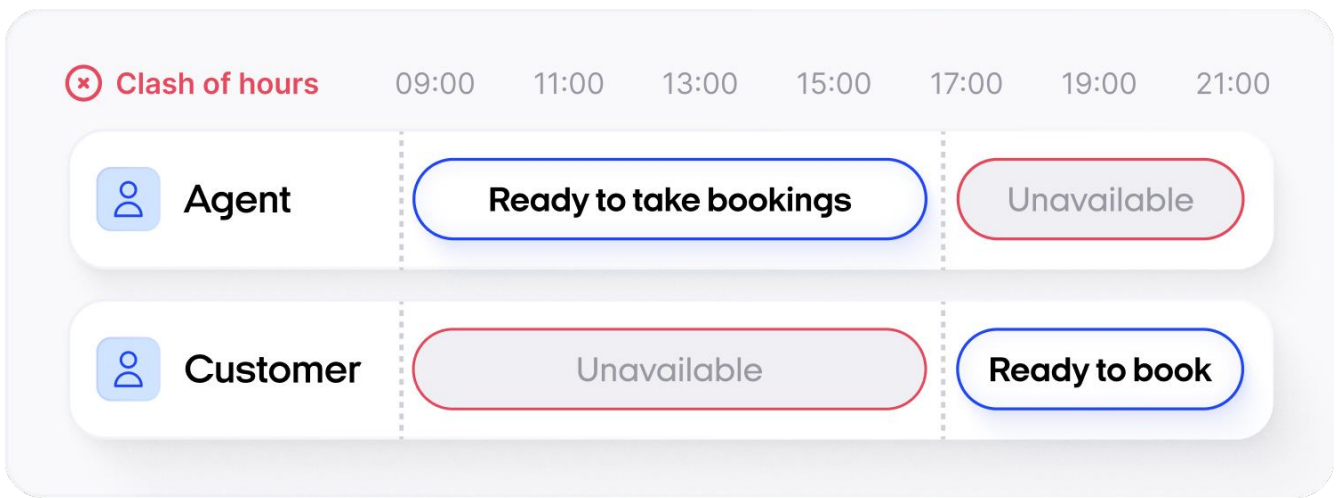 Clash of hours 09:00 11:00 13:00 15:00 17:00 19:00 21:00
Agent Ready to take bookings Unavailable
Customer Unavailable Ready to book